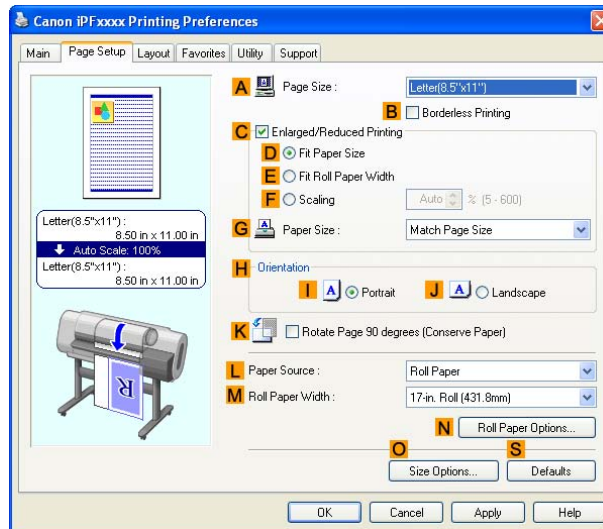 Canon iPFxxxx Printing Preferences
Main Page Setup Layout Favorites Utility Support
A Page Size : Letter(8.5"x11")
B Borderless Printing
C Enlarged/Reduced Printing
D Fit Paper Size
E Fit Roll Paper Width
F Scaling Auto % (5 - 600)
G Paper Size : Match Page Size
Letter(8.5"x11") :
8.50 in x 11.00 in
Auto Scale: 100%
Letter(8.5"x11") :
8.50 in x 11.00 in
H Orientation
I A Portrait J A Landscape
K Rotate Page 90 degrees (Conserve Paper)
R
L Paper Source : Roll Paper
M Roll Paper Width : 17-in. Roll (431.8mm)
N Roll Paper Options...
O S
Size Options... Defaults
OK Cancel Apply Help